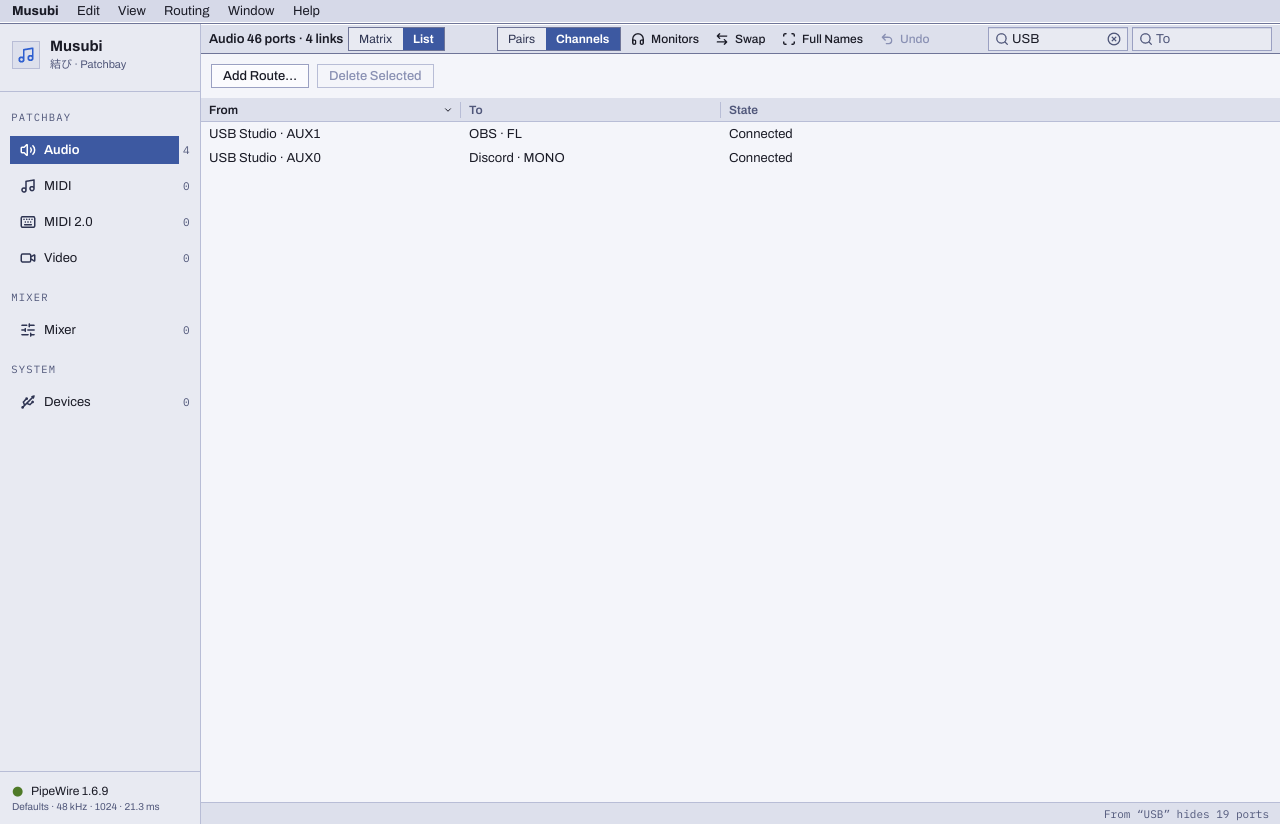 Musubi Edit View Routing Window Help
Musubi
結び · Patchbay
Audio 46 ports · 4 links Matrix List Pairs Channels Monitors Swap Full Names Undo USB To
Add Route… Delete Selected
From To State
USB Studio · AUX1 OBS · FL Connected
USB Studio · AUX0 Discord · MONO Connected
PATCHBAY
Audio 4
MIDI 0
MIDI 2.0 0
Video 0
MIXER
Mixer 0
SYSTEM
Devices 0
PipeWire 1.6.9
Defaults · 48 kHz · 1024 · 21.3 ms
From “USB” hides 19 ports